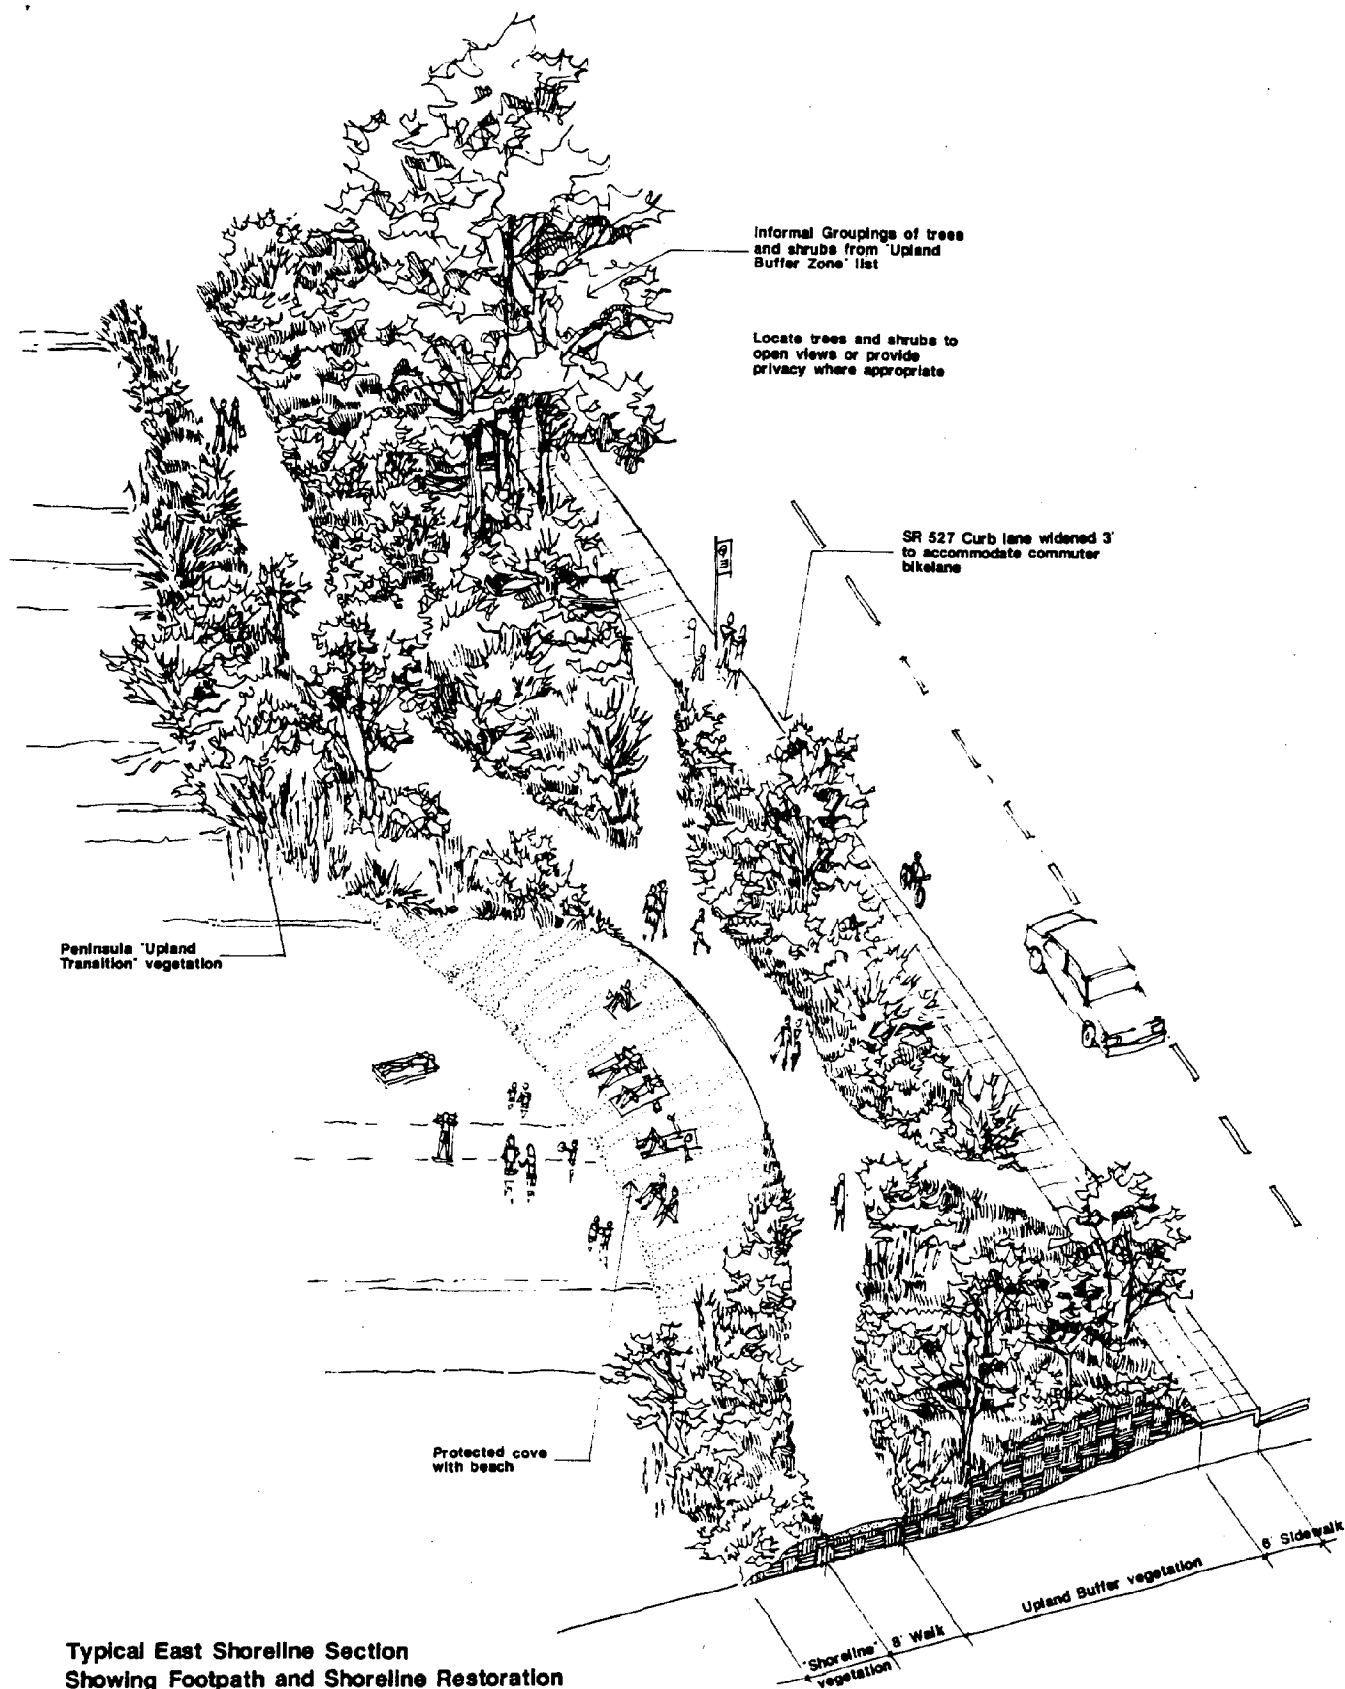 Informal Groupings of trees
and shrubs from "Upland
Buffer Zone" list
Locate trees and shrubs to
open views or provide
privacy where appropriate
SR 527 Curb lane widened 3'
to accommodate commuter
bikelane
Peninsula "Upland
Transition" vegetation
Protected cove
with beach
6' Sidewalk
Upland Buffer vegetation
8' Walk
"Shoreline"
vegetation
Typical East Shoreline Section
Showing Footpath and Shoreline Restoration